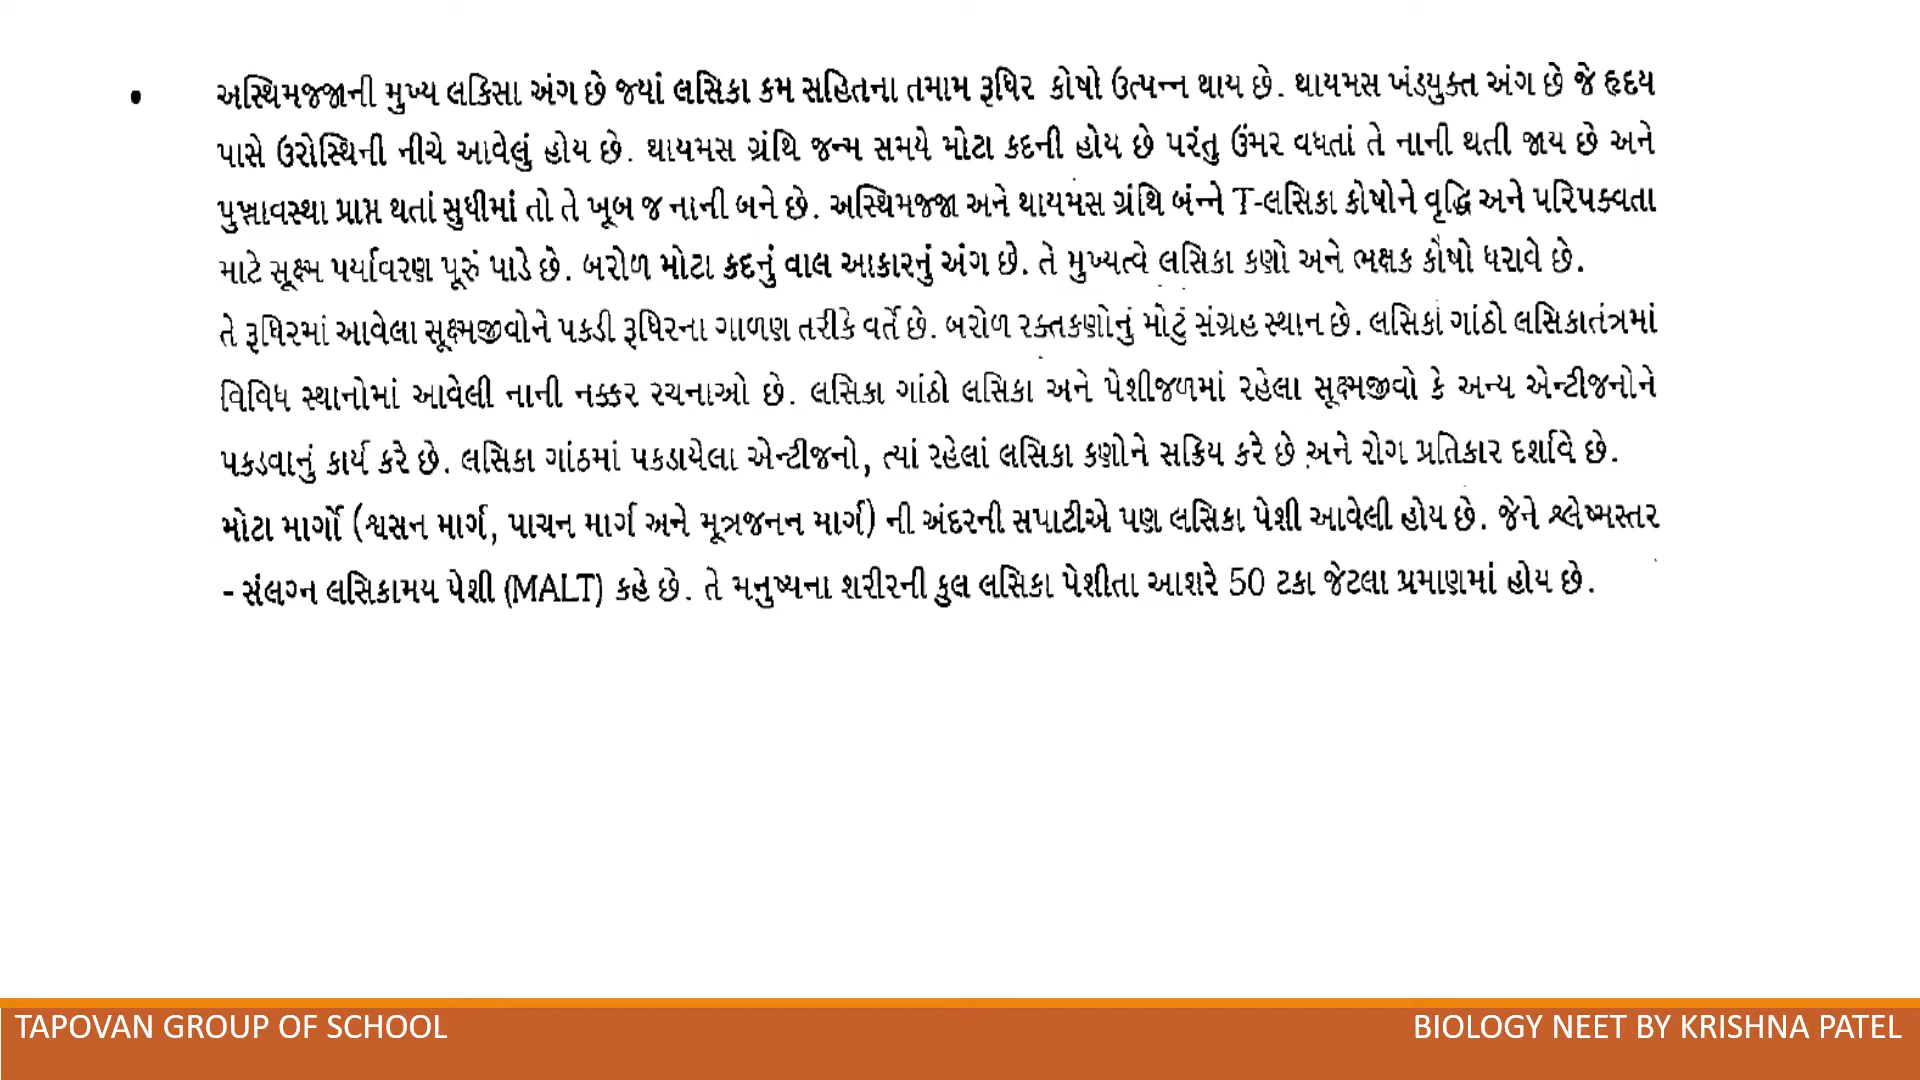 • અસ્થિમજ્જાની મુખ્ય લકિસા અંગ છે જ્યાં લસિકા કમ સહિતના તમામ રૂધિર કોષો ઉત્પન્ન થાય છે. થાયમસ ખંડયુક્ત અંગ છે જે હૃદય
પાસે ઉરોસ્થિની નીચે આવેલું હોય છે. થાયમસ ગ્રંથિ જન્મ સમયે મોટા કદની હોય છે પરંતુ ઉંમર વધતાં તે નાની થતી જાય છે અને
પુખ્તાવસ્થા પ્રાપ્ત થતાં સુધીમાં તો તે ખૂબ જ નાની બને છે. અસ્થિમજ્જા અને થાયમસ ગ્રંથિ બંન્ને T-લસિકા કોષોને વૃદ્ધિ અને પરિપક્વતા
માટે સૂક્ષ્મ પર્યાવરણ પૂરું પાડે છે. બરોળ મોટા કદનું વાલ આકારનું અંગ છે. તે મુખ્યત્વે લસિકા કણો અને ભક્ષક કોષો ધરાવે છે.
તે રૂધિરમાં આવેલા સૂક્ષ્મજીવોને પકડી રૂધિરના ગાળણ તરીકે વર્તે છે. બરોળ રક્તકણોનું મોટું સંગ્રહ સ્થાન છે. લસિકા ગાંઠો લસિકાતંત્રમાં
વિવિધ સ્થાનોમાં આવેલી નાની નક્કર રચનાઓ છે. લસિકા ગાંઠો લસિકા અને પેશીજળમાં રહેલા સૂક્ષ્મજીવો કે અન્ય એન્ટીજનોને
પકડવાનું કાર્ય કરે છે. લસિકા ગાંઠમાં પકડાયેલા એન્ટીજનો, ત્યાં રહેલાં લસિકા કણોને સક્રિય કરે છે અને રોગ પ્રતિકાર દર્શાવે છે.
મોટા માર્ગો (શ્વસન માર્ગ, પાચન માર્ગ અને મૂત્રજનન માર્ગ) ની અંદરની સપાટીએ પણ લસિકા પેશી આવેલી હોય છે. જેને શ્લેષ્મસ્તર
- સંલગ્ન લસિકામય પેશી (MALT) કહે છે. તે મનુષ્યના શરીરની કુલ લસિકા પેશીતા આશરે 50 ટકા જેટલા પ્રમાણમાં હોય છે.
TAPOVAN GROUP OF SCHOOL
BIOLOGY NEET BY KRISHNA PATEL